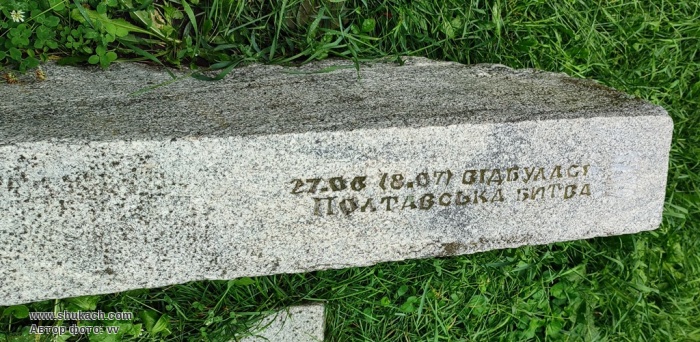 27.06 (8.07) ВІДБУЛАСЯ
ПОЛТАВСЬКА БИТВА
www.shukach.com
Автор фото: vv